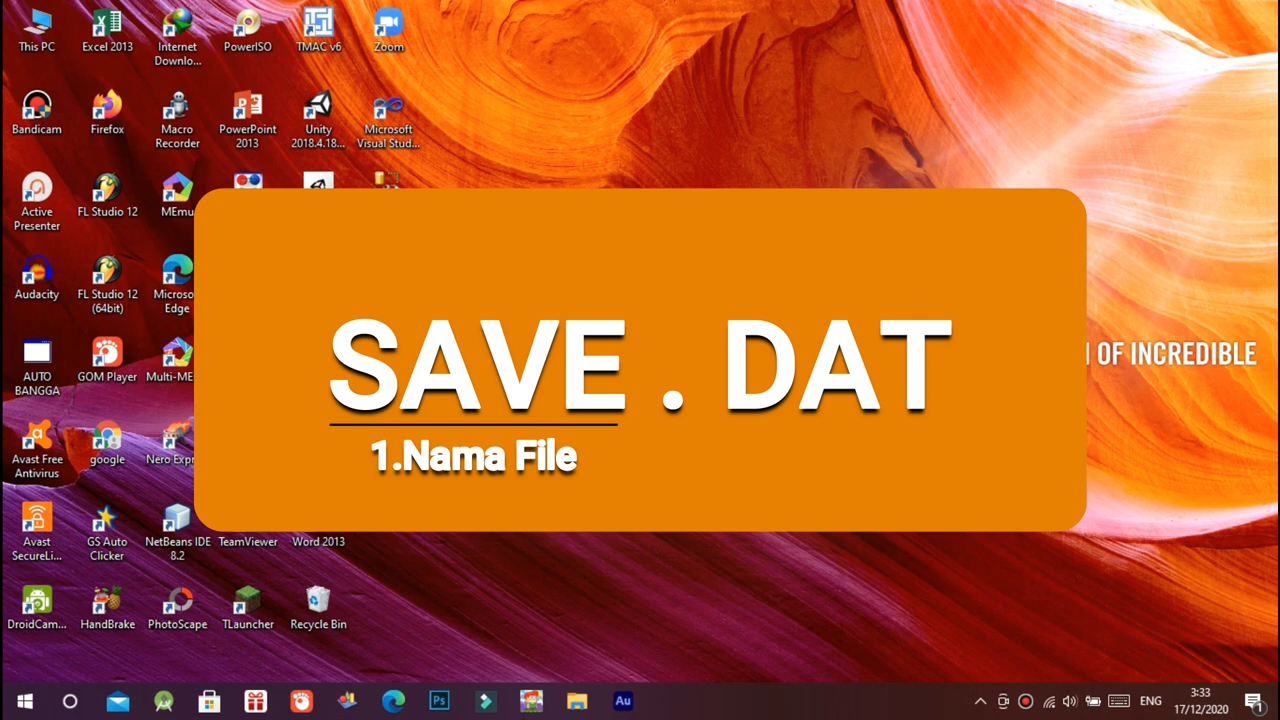 This PC
Excel 2013
Internet
Downlo...
PowerISO
TMAC v6
Zoom
Bandicam
Firefox
Macro
Recorder
PowerPoint
2013
Unity
2018.4.18...
Microsoft
Visual Stud...
Active
Presenter
FL Studio 12
MEmu
SAVE . DAT
1.Nama File
OF INCREDIBLE
Audacity
FL Studio 12
(64bit)
Microso
Edge
AUTO
BANGGA
GOM Player
Multi-ME
Avast Free
Antivirus
google
Nero Expr
Avast
SecureLi...
GS Auto
Clicker
NetBeans IDE
8.2
TeamViewer
Word 2013
DroidCam...
HandBrake
PhotoScape
TLauncher
Recycle Bin
Ps
Au
ENG
3:33
17/12/2020
1